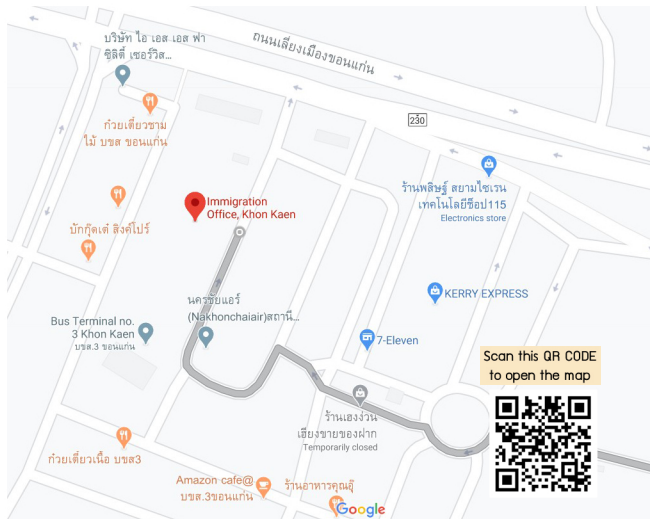 บริษัท ไอ เอส เอส ฟา
ซิลิตี้ เซอร์วิส...
ถนนเลี่ยงเมืองขอนแก่น
ก๋วยเตี๋ยวชาม
ไม้ บขส ขอนแก่น
230
ร้านพสิษฐ์ สยามไซเรน
เทคโนโลยีช็อป115
Electronics store
Immigration
Office, Khon Kaen
บักกุ๊ดเต๋ สิงค์โปร์
KERRY EXPRESS
นครชัยแอร์
(Nakhonchaiair)สถานี...
Bus Terminal no.
3 Khon Kaen
บขส.3 ขอนแก่น
7-Eleven
Scan this QR CODE
to open the map
ร้านเฮงง่วน
เฮียงขายของฝาก
Temporarily closed
ก๋วยเตี๋ยวเนื้อ บขส3
Amazon cafe@
บขส.3ขอนแก่น
ร้านอาหารคุณอุ๊
Google